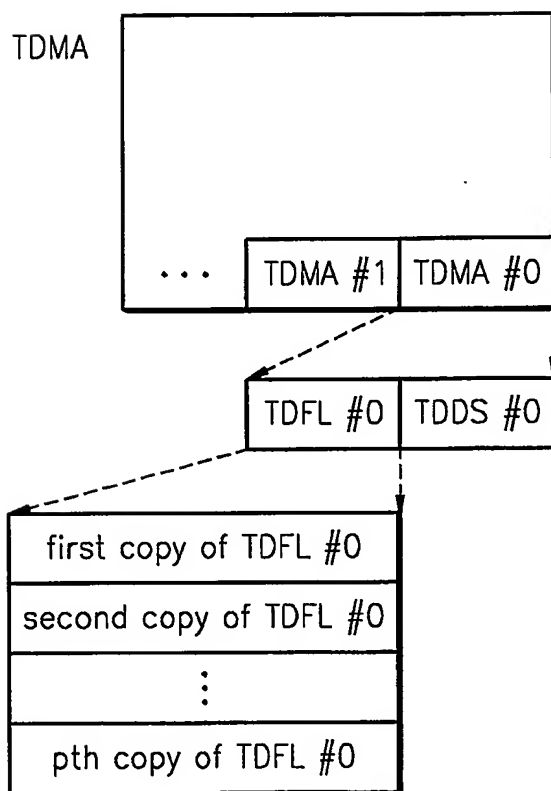 TDMA
... TDMA #1 TDMA #0
TDFL #0 TDDS #0
first copy of TDFL #0
second copy of TDFL #0
⋮
pth copy of TDFL #0